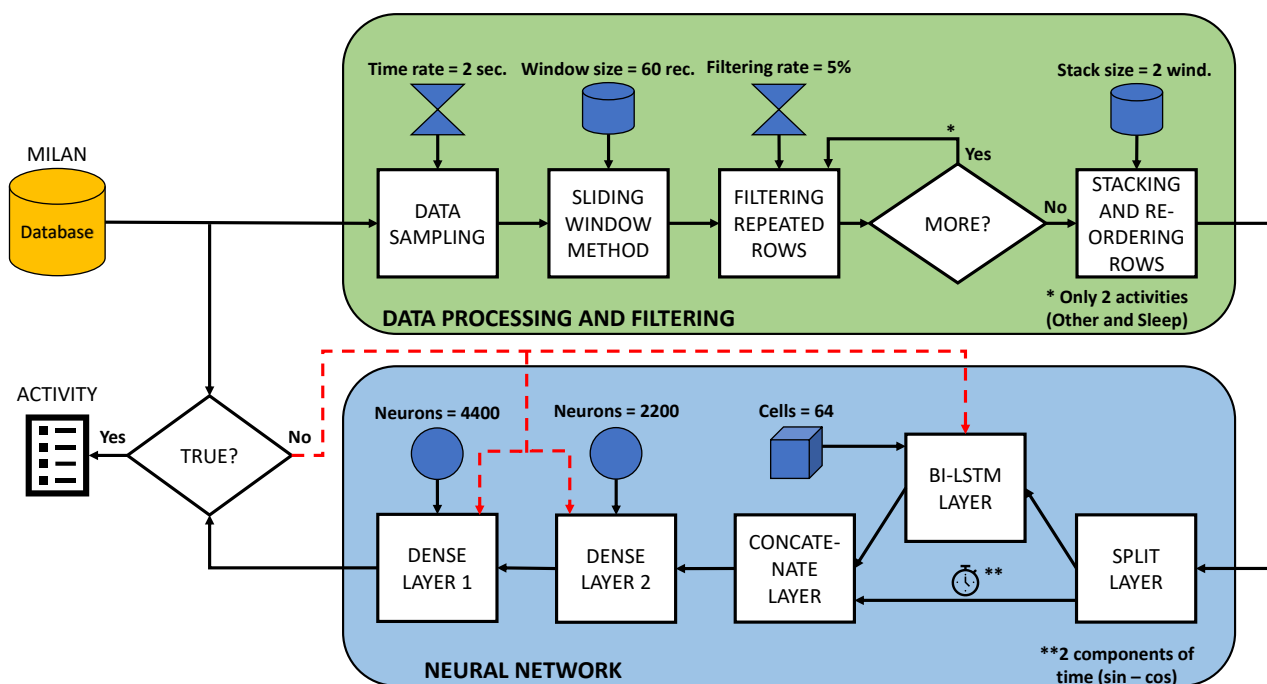 Time rate = 2 sec.
Window size = 60 rec.
Filtering rate = 5%
Stack size = 2 wind.
MILAN
Database
DATA
SAMPLING
SLIDING
WINDOW
METHOD
FILTERING
REPEATED
ROWS
*
Yes
MORE?
No
STACKING
AND RE-
ORDERING
ROWS
* Only 2 activities
(Other and Sleep)
DATA PROCESSING AND FILTERING
ACTIVITY
Yes
TRUE?
No
Neurons = 4400
Neurons = 2200
Cells = 64
BI-LSTM
LAYER
DENSE
LAYER 1
DENSE
LAYER 2
CONCATE-
NATE
LAYER
**
SPLIT
LAYER
NEURAL NETWORK
**2 components of
time (sin – cos)